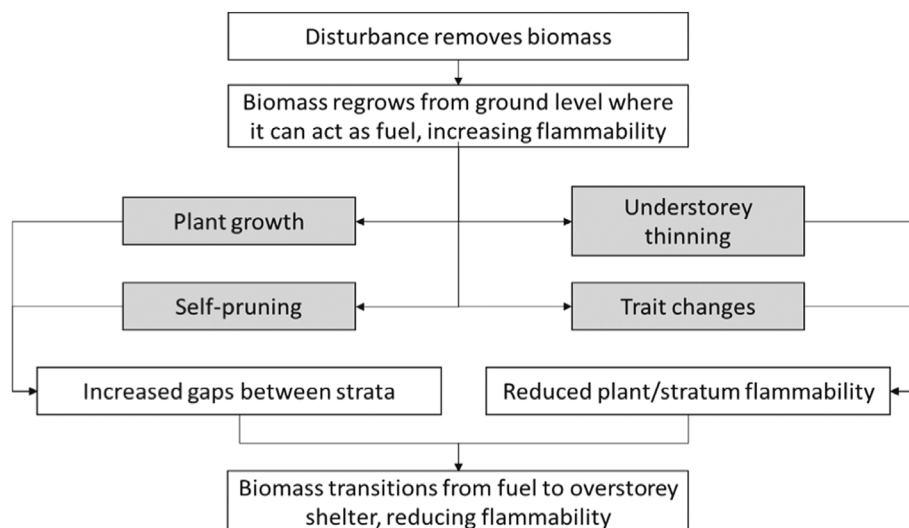 Disturbance removes biomass
Biomass regrows from ground level where
it can act as fuel, increasing flammability
Plant growth
Understorey
thinning
Self-pruning
Trait changes
Increased gaps between strata
Reduced plant/stratum flammability
Biomass transitions from fuel to overstorey
shelter, reducing flammability